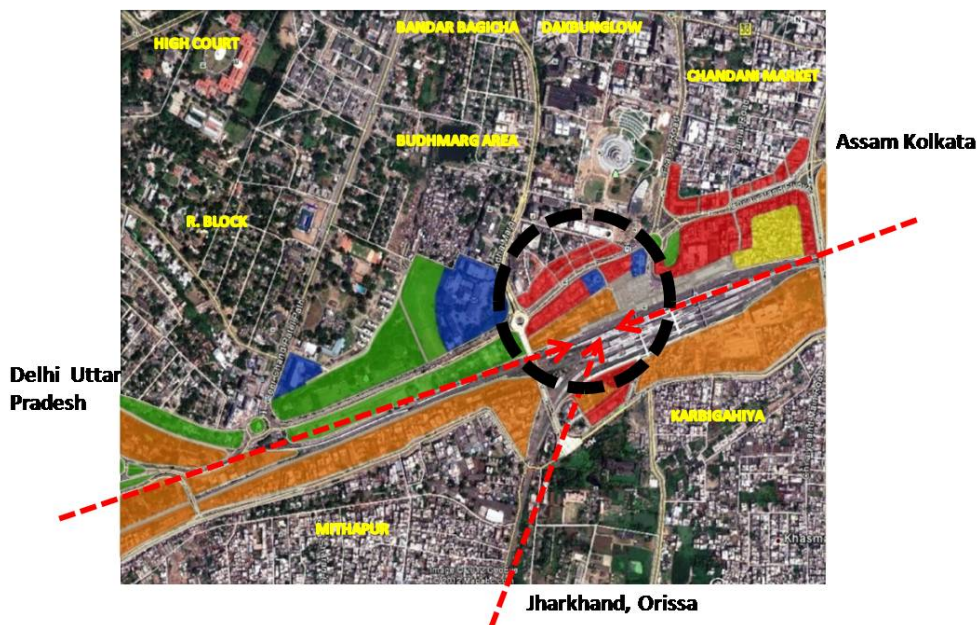 HIGH COURT
BANDAR BAGICHA
DAKBUNGLOW
CHANDANI MARKET
BUDHMARG AREA
Assam Kolkata
R. BLOCK
Delhi Uttar
Pradesh
KARBIGAHIYA
MITHAPUR
Khasma
Jharkhand, Orissa